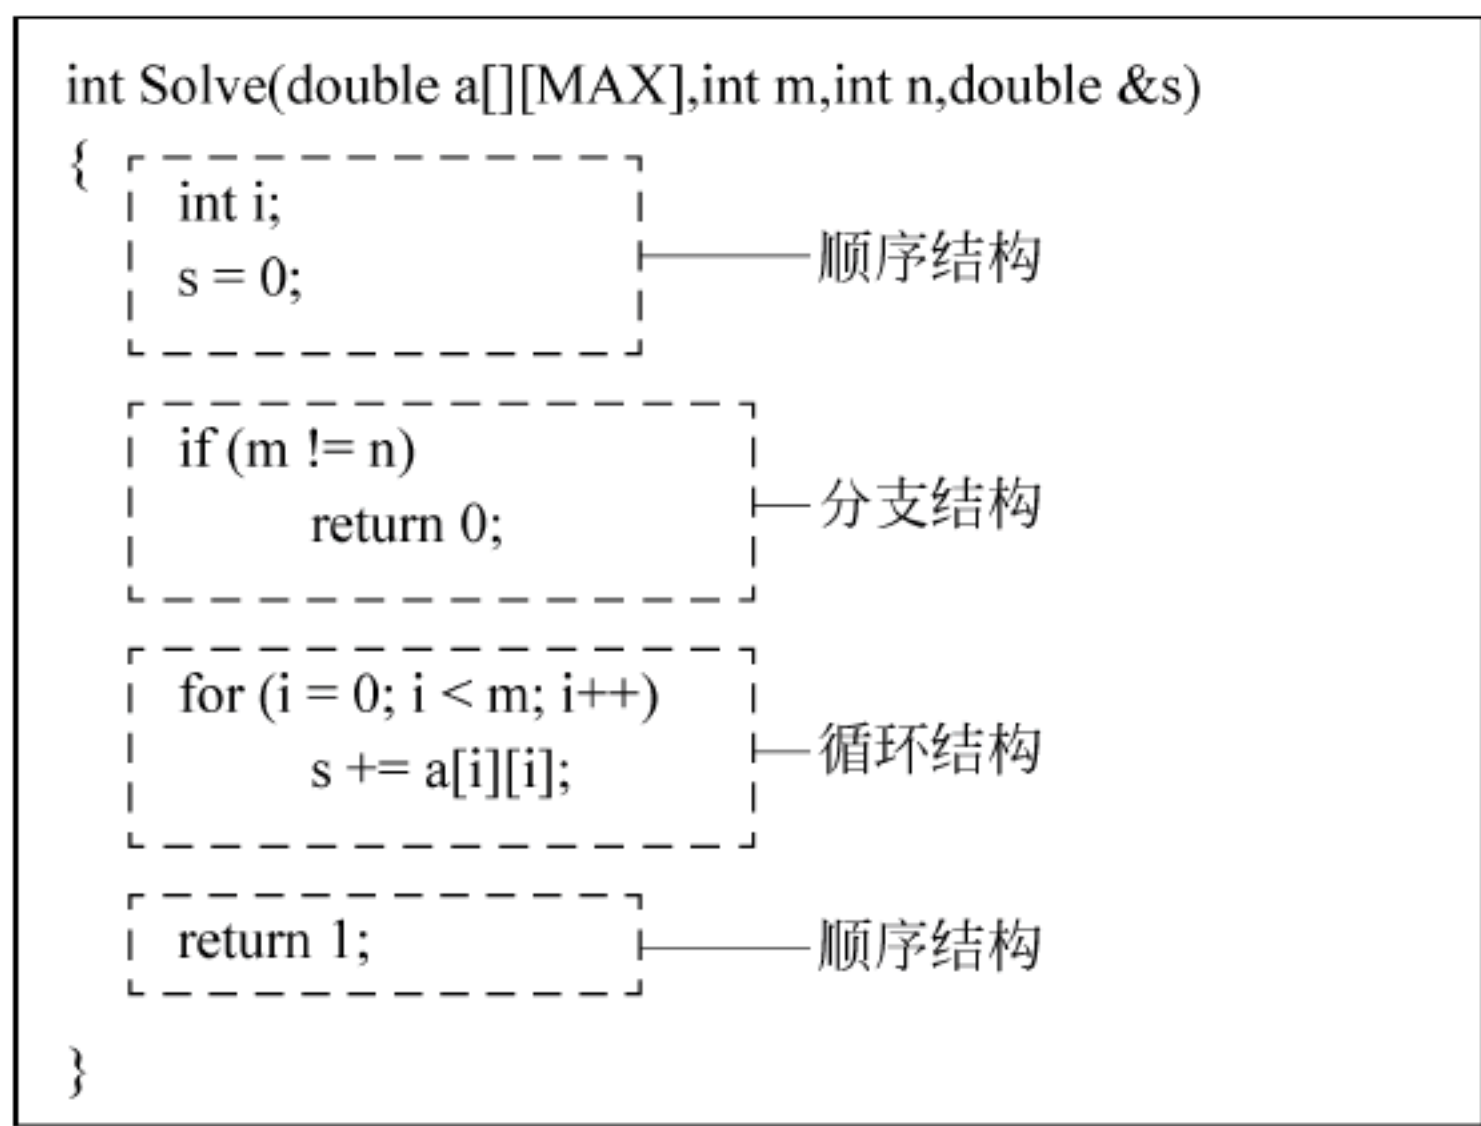 int Solve(double a[][MAX],int m,int n,double &s)
{
int i;
s = 0;
顺序结构
if (m != n)
return 0;
分支结构
for (i = 0; i < m; i++)
s += a[i][i];
循环结构
return 1;
顺序结构
}